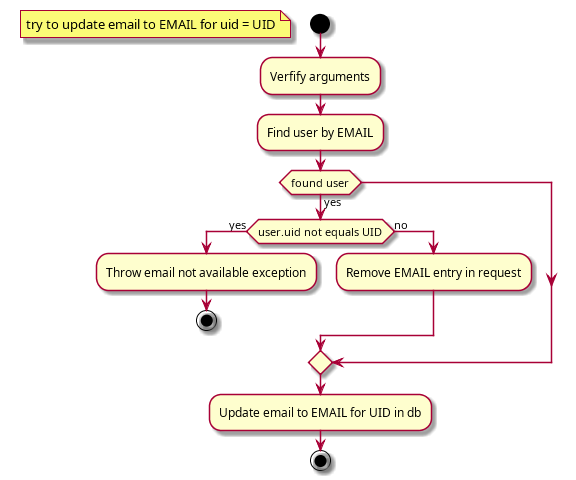 try to update email to EMAIL for uid = UID
Verfify arguments
Find user by EMAIL
found user
yes
user.uid not equals UID
yes
no
Throw email not available exception
Remove EMAIL entry in request
Update email to EMAIL for UID in db